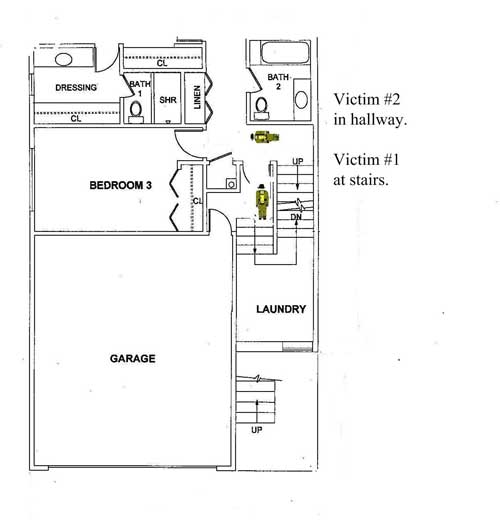 CL
DRESSING
BATH
1
SHR
LINEN
BATH
2
CL
Victim #2
in hallway.
Victim #1
at stairs.
UP
BEDROOM 3
CL
DN
LAUNDRY
GARAGE
UP